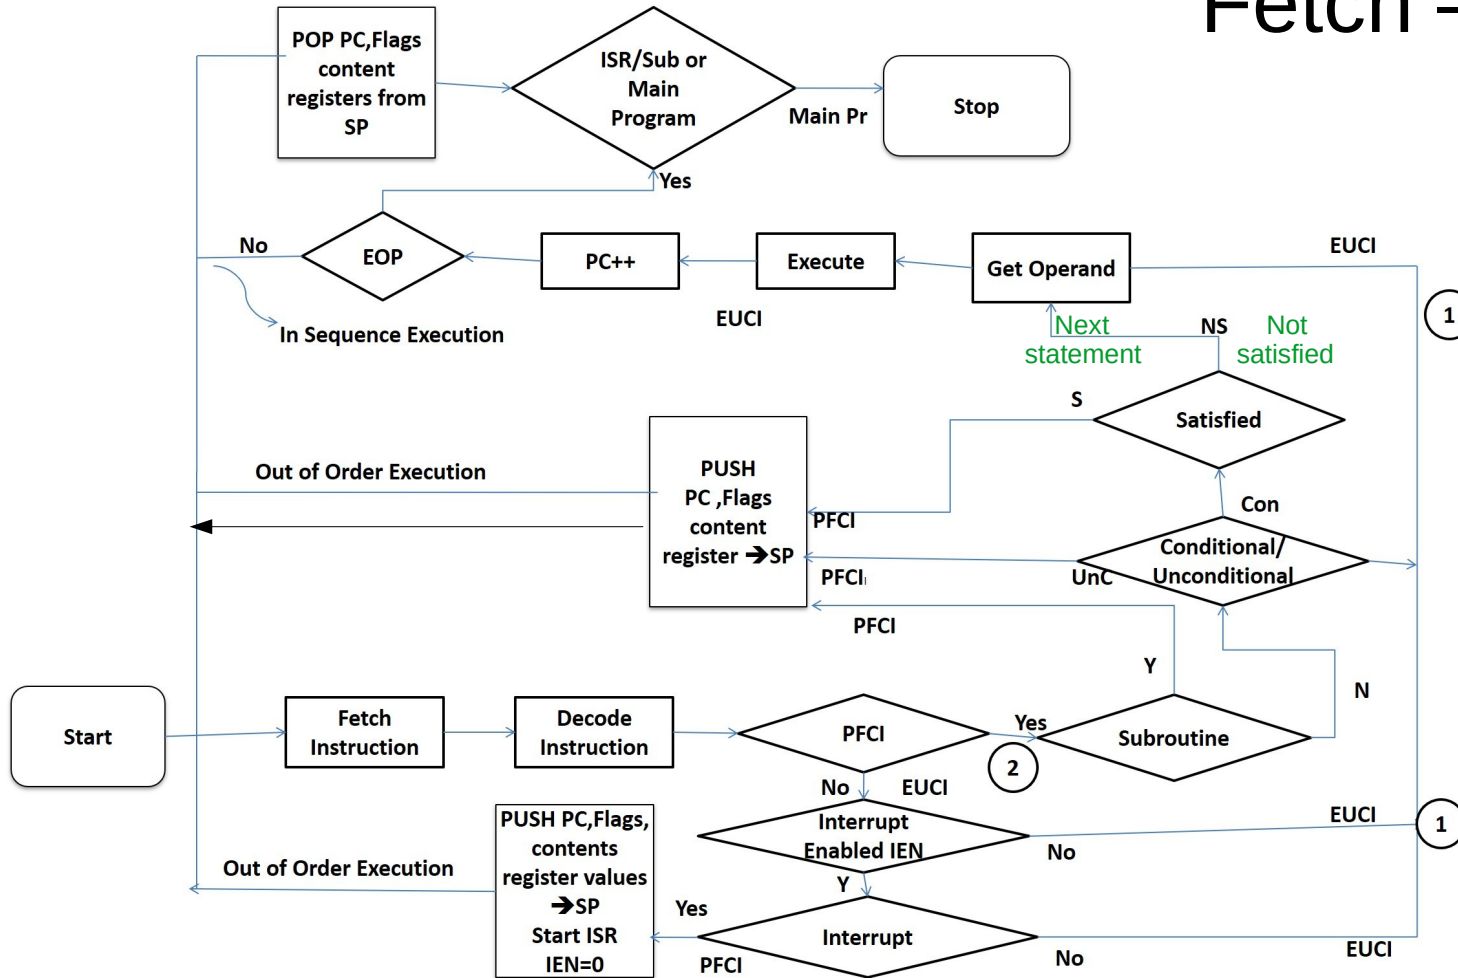 Fetch -
POP PC,Flags
content
registers from
SP
ISR/Sub or
Main
Program
Main Pr
Stop
Yes
No
EOP
PC++
Execute
Get Operand
EUCI
In Sequence Execution
EUCI
1
Next
statement
NS
Not
satisfied
S
Satisfied
Out of Order Execution
PUSH
PC ,Flags
content
register ➔SP
PFCI
Con
Conditional/
Unconditional
UnC
PFCI
PFCI
Y
N
Start
Fetch
Instruction
Decode
Instruction
PFCI
Yes
2
Subroutine
No
EUCI
Interrupt
Enabled IEN
No
EUCI
1
PUSH PC,Flags,
contents
register values
➔SP
Start ISR
IEN=0
Out of Order Execution
Y
Yes
PFCI
Interrupt
No
EUCI